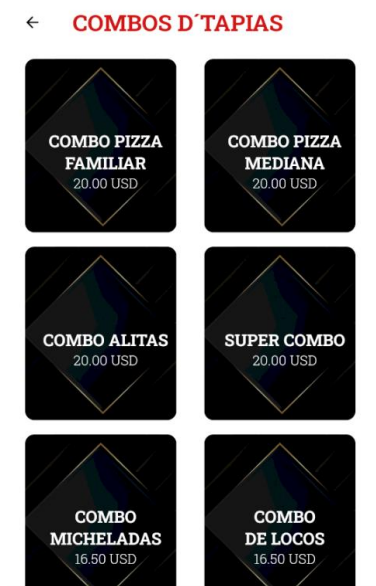 COMBOS D´TAPIAS
COMBO PIZZA
FAMILIAR
20.00 USD
COMBO PIZZA
MEDIANA
20.00 USD
COMBO ALITAS
20.00 USD
SUPER COMBO
20.00 USD
COMBO
MICHELADAS
16.50 USD
COMBO
DE LOCOS
16.50 USD